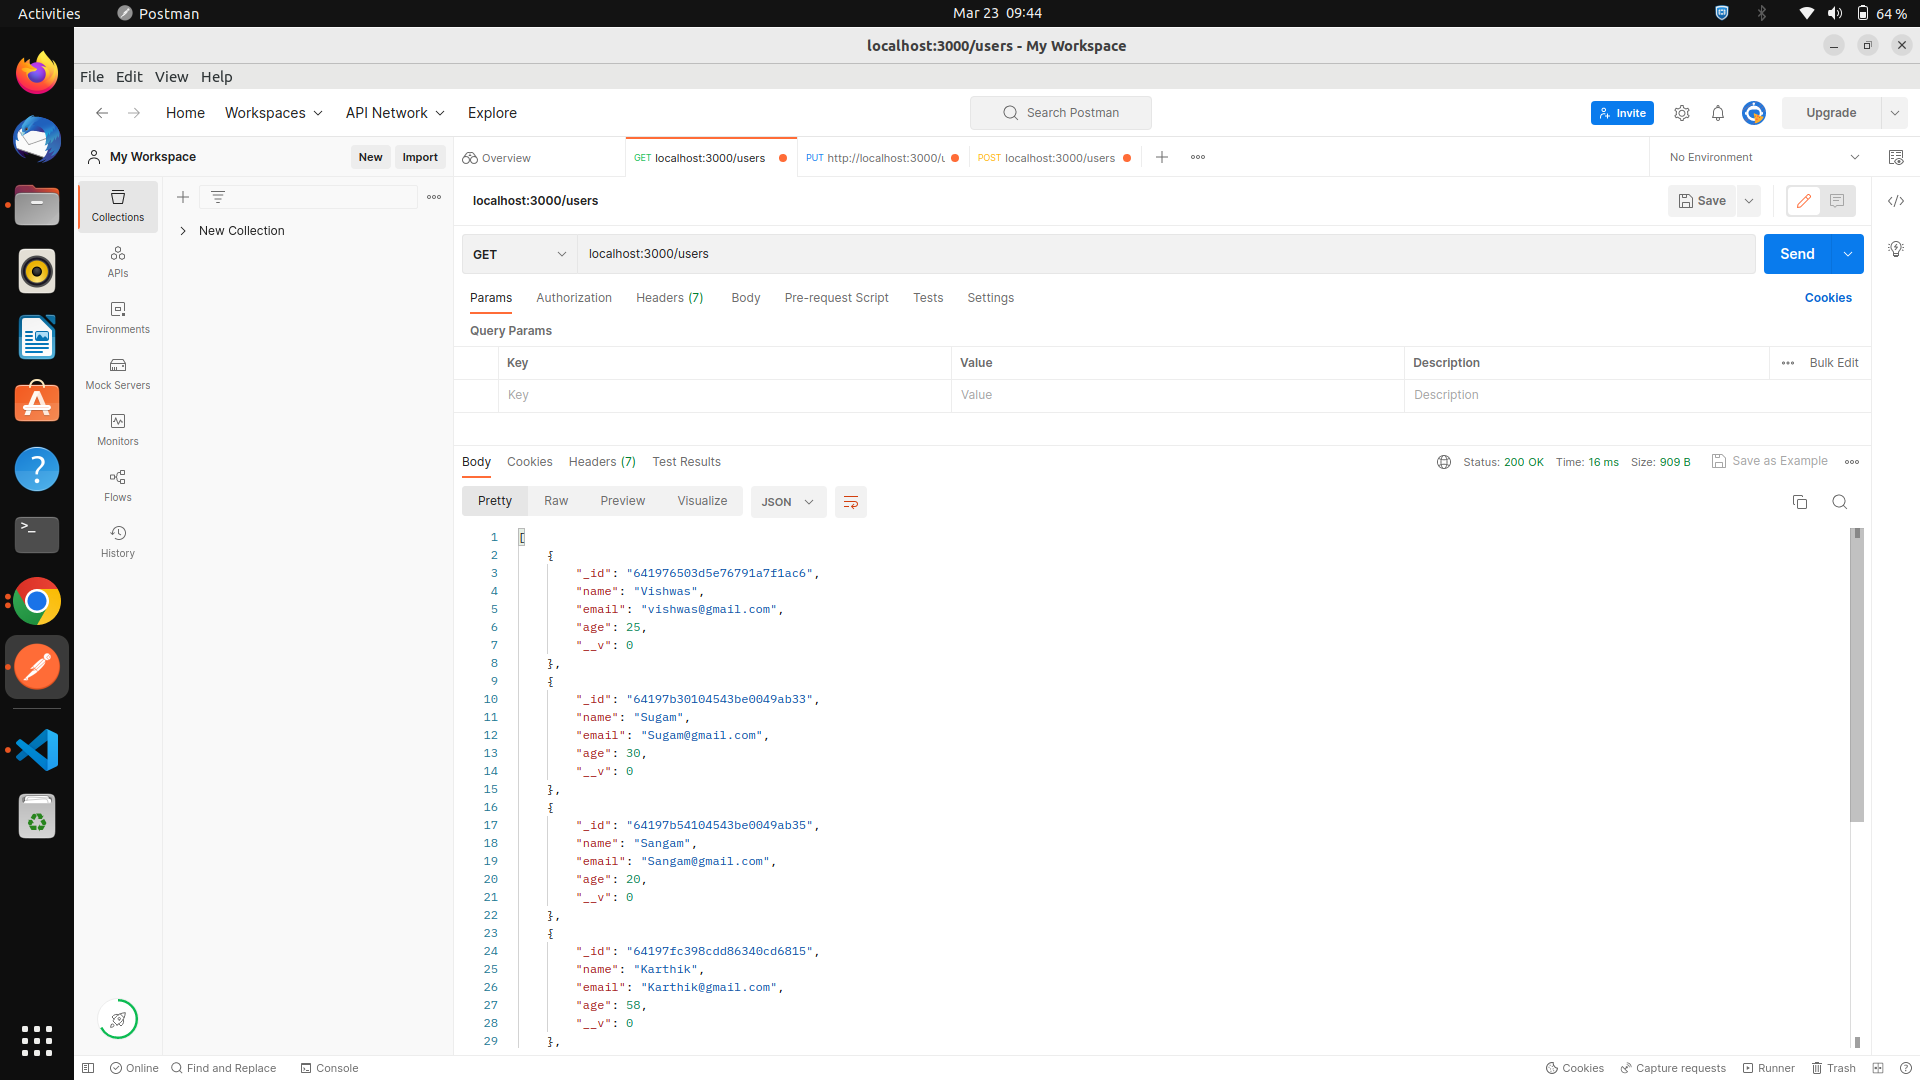 Activities Postman Mar 23 09:44 64 %
localhost:3000/users - My Workspace
File Edit View Help
Home Workspaces API Network Explore Search Postman Invite Upgrade
My Workspace New Import Overview GET localhost:3000/users PUT http://localhost:3000/u POST localhost:3000/users No Environment
Collections
New Collection
APIs
Environments
Mock Servers
Monitors
Flows
History
localhost:3000/users Save
GET localhost:3000/users Send
Params Authorization Headers (7) Body Pre-request Script Tests Settings Cookies
Query Params
Key Value Description Bulk Edit
Key Value Description
Body Cookies Headers (7) Test Results Status: 200 OK Time: 16 ms Size: 909 B Save as Example
Pretty Raw Preview Visualize JSON
1 [
2 {
3 "_id": "641976503d5e76791a7f1ac6",
4 "name": "Vishwas",
5 "email": "vishwas@gmail.com",
6 "age": 25,
7 "__v": 0
8 },
9 {
10 "_id": "64197b30104543be0049ab33",
11 "name": "Sugam",
12 "email": "Sugam@gmail.com",
13 "age": 30,
14 "__v": 0
15 },
16 {
17 "_id": "64197b54104543be0049ab35",
18 "name": "Sangam",
19 "email": "Sangam@gmail.com",
20 "age": 20,
21 "__v": 0
22 },
23 {
24 "_id": "64197fc398cdd86340cd6815",
25 "name": "Karthik",
26 "email": "Karthik@gmail.com",
27 "age": 58,
28 "__v": 0
29 },
Online Find and Replace Console Cookies Capture requests Runner Trash